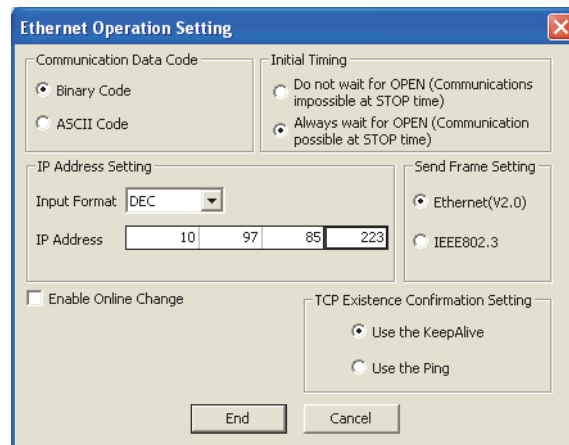 Ethernet Operation Setting
Communication Data Code
Binary Code
ASCII Code
Initial Timing
Do not wait for OPEN (Communications
impossible at STOP time)
Always wait for OPEN (Communication
possible at STOP time)
IP Address Setting
Input Format DEC
IP Address 10 97 85 223
Send Frame Setting
Ethernet(V2.0)
IEEE802.3
Enable Online Change
TCP Existence Confirmation Setting
Use the KeepAlive
Use the Ping
End Cancel